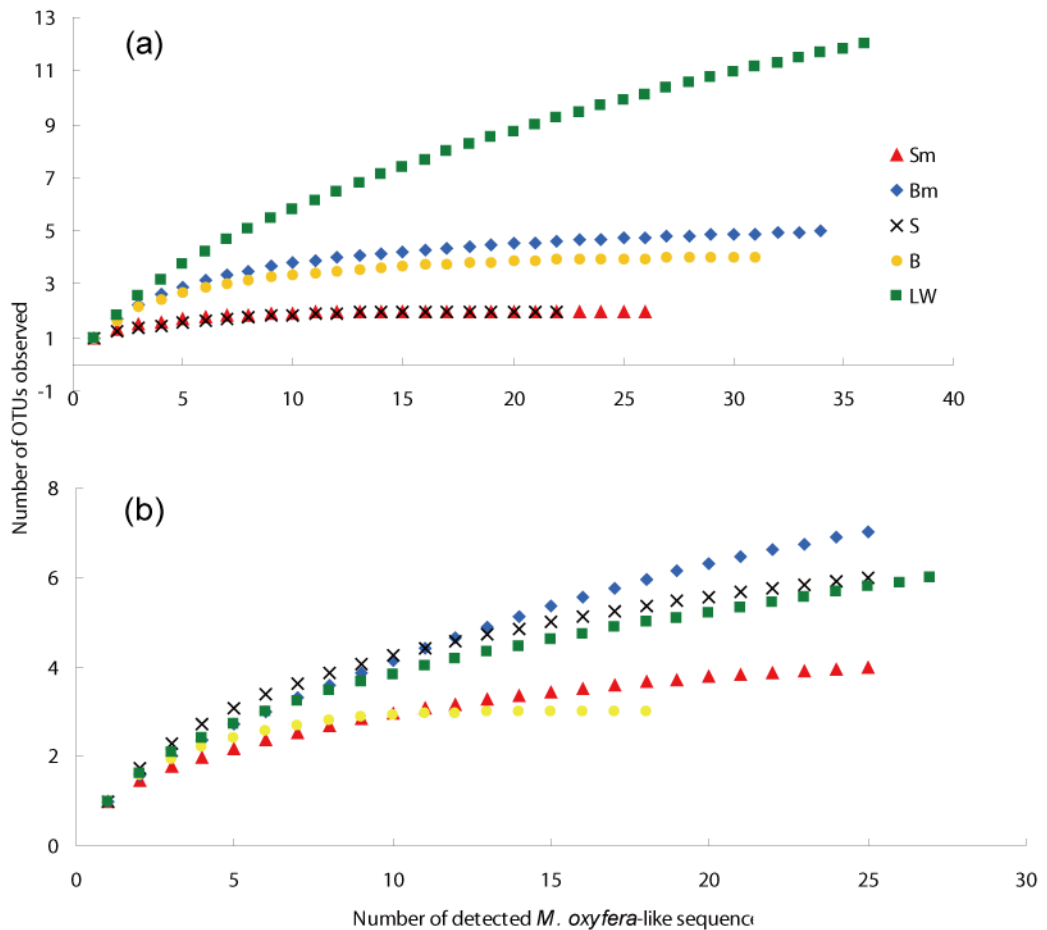 13
(a)
11
9
7
5
3
1
-1
0 5 10 15 20 25 30 35 40
Sm
Bm
S
B
LW
Number of OTUs observed
8
(b)
6
4
2
0
0 5 10 15 20 25 30
Number of detected M. oxyfera-like sequenc